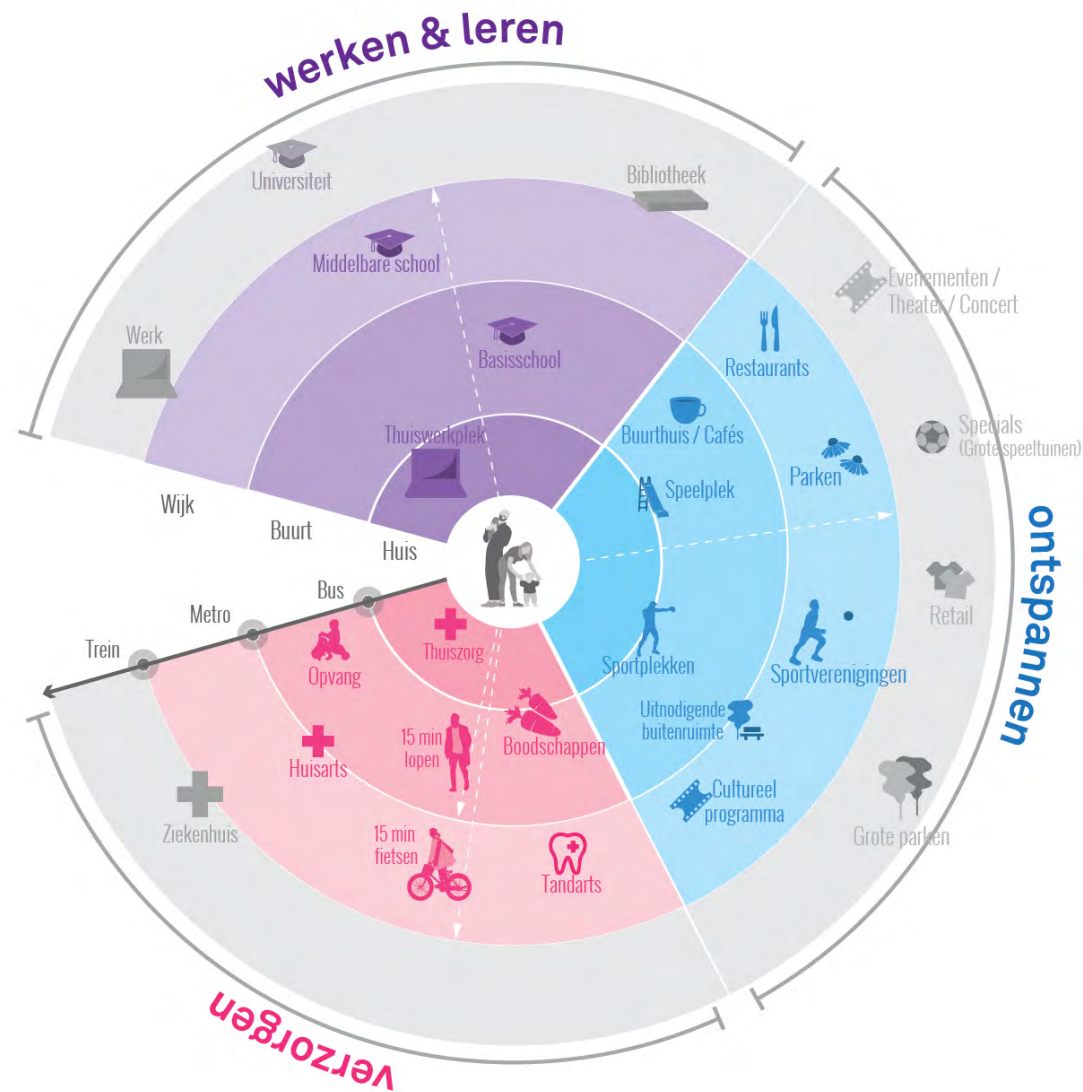 werken & leren
Universiteit
Bibliotheek
Middelbare school
Werk
Basisschool
Thuiswerkplek
Wijk
Buurt
Huis
Evenementen /
Theater / Concert
Restaurants
Buurthuis / Cafés
Specials
(Grote speeltuinen)
Parken
Speelplek
ontspannen
Retail
Sportplekken
Sportverenigingen
Uitnodigende
buitenruimte
Cultureel
programma
Grote parken
Bus
Metro
Trein
Thuiszorg
Opvang
15 min
lopen
Boodschappen
Huisarts
Ziekenhuis
15 min
fietsen
Tandarts
verzorgen